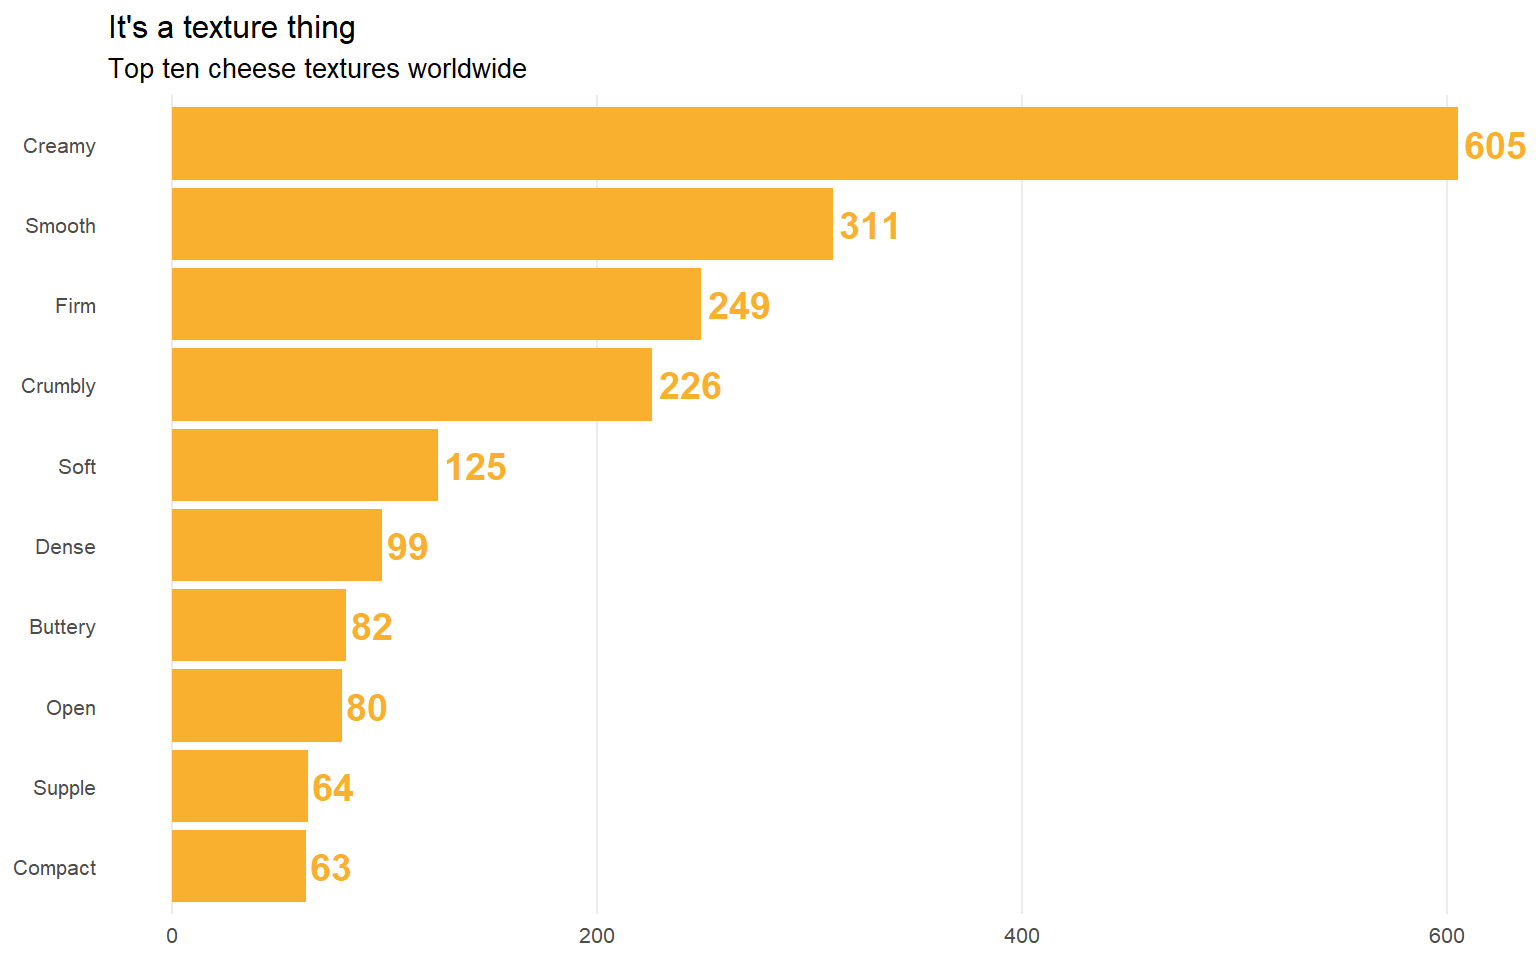 It's a texture thing
Top ten cheese textures worldwide
Creamy 605
Smooth 311
Firm 249
Crumbly 226
Soft 125
Dense 99
Buttery 82
Open 80
Supple 64
Compact 63
0 200 400 600